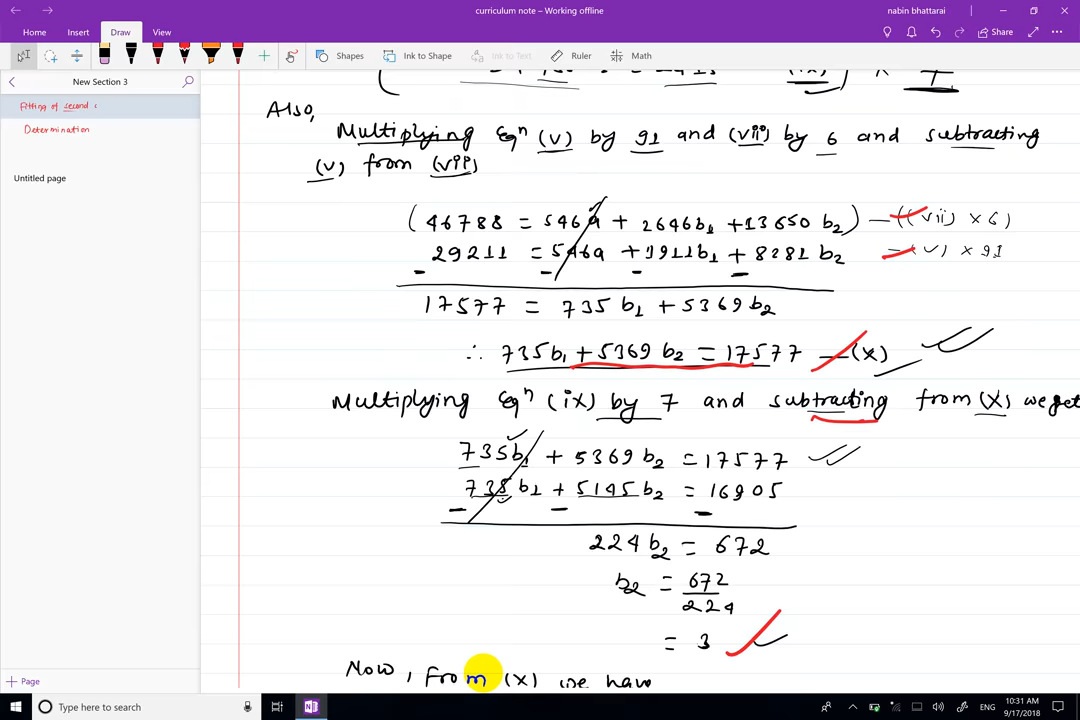 curriculum note – Working offline
nabin bhattarai
Home Insert Draw View
Share
Shapes Ink to Shape Ink to Text Ruler Math
New Section 3
Fitting of second
Determination
Untitled page
Also,
Multiplying Eqⁿ (v) by 91 and (vii) by 6 and subtracting
(v) from (vii)
(46788 = 546a + 2646b₁ + 13650 b₂) — ((vii) × 6)
29211 = 546a + 1911b₁ + 8281 b₂ — (v) × 91
17577 = 735 b₁ + 5369 b₂
∴ 735b₁ + 5369 b₂ = 17577 — (X)
Multiplying Eqⁿ (ix) by 7 and subtracting from (X) we get
735b₁ + 5369 b₂ = 17577
735 b₁ + 5145 b₂ = 16905
224 b₂ = 672
b₂ = 672
224
= 3
Now, From (X) we have
+ Page
Type here to search
ENG
10:31 AM
9/17/2018